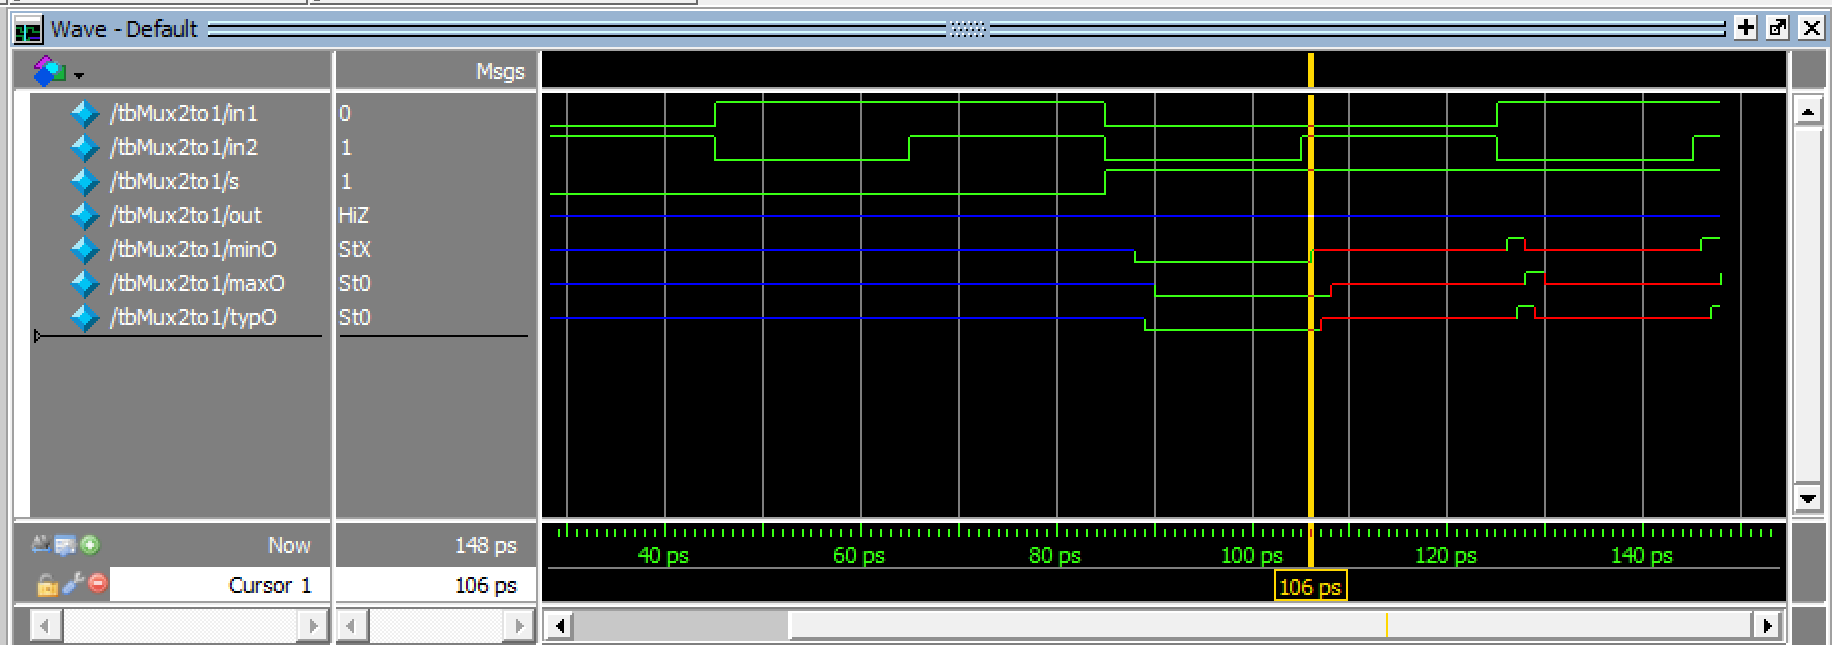 Wave - Default
Msgs
/tbMux2to1/in1 0
/tbMux2to1/in2 1
/tbMux2to1/s 1
/tbMux2to1/out HiZ
/tbMux2to1/minO StX
/tbMux2to1/maxO St0
/tbMux2to1/typO St0
Now 148 ps
40 ps 60 ps 80 ps 100 ps 120 ps 140 ps
Cursor 1 106 ps
106 ps